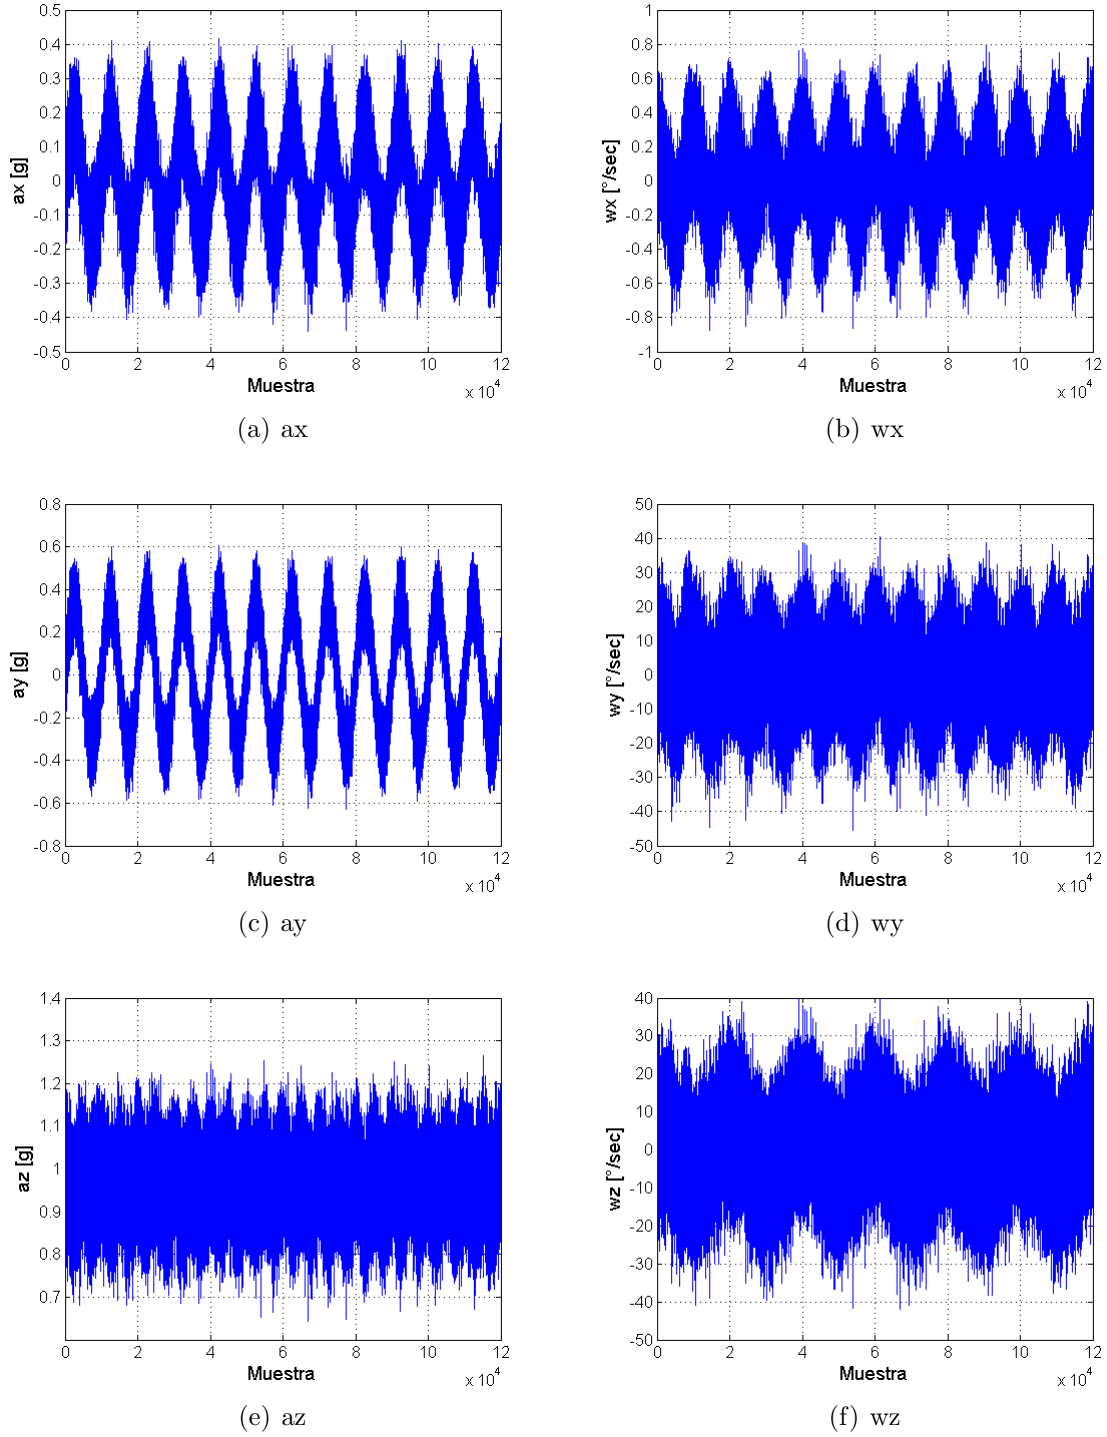 0.5
0.4
0.3
0.2
0.1
0
-0.1
-0.2
-0.3
-0.4
-0.5
ax [g]
0 2 4 6 8 10 12
Muestra
x 10^4
(a) ax
1
0.8
0.6
0.4
0.2
0
-0.2
-0.4
-0.6
-0.8
-1
wx [°/sec]
0 2 4 6 8 10 12
Muestra
x 10^4
(b) wx
0.8
0.6
0.4
0.2
0
-0.2
-0.4
-0.6
-0.8
ay [g]
0 2 4 6 8 10 12
Muestra
x 10^4
(c) ay
50
40
30
20
10
0
-10
-20
-30
-40
-50
wy [°/sec]
0 2 4 6 8 10 12
Muestra
x 10^4
(d) wy
1.4
1.3
1.2
1.1
1
0.9
0.8
0.7
az [g]
0 2 4 6 8 10 12
Muestra
x 10^4
(e) az
40
30
20
10
0
-10
-20
-30
-40
-50
wz [°/sec]
0 2 4 6 8 10 12
Muestra
x 10^4
(f) wz